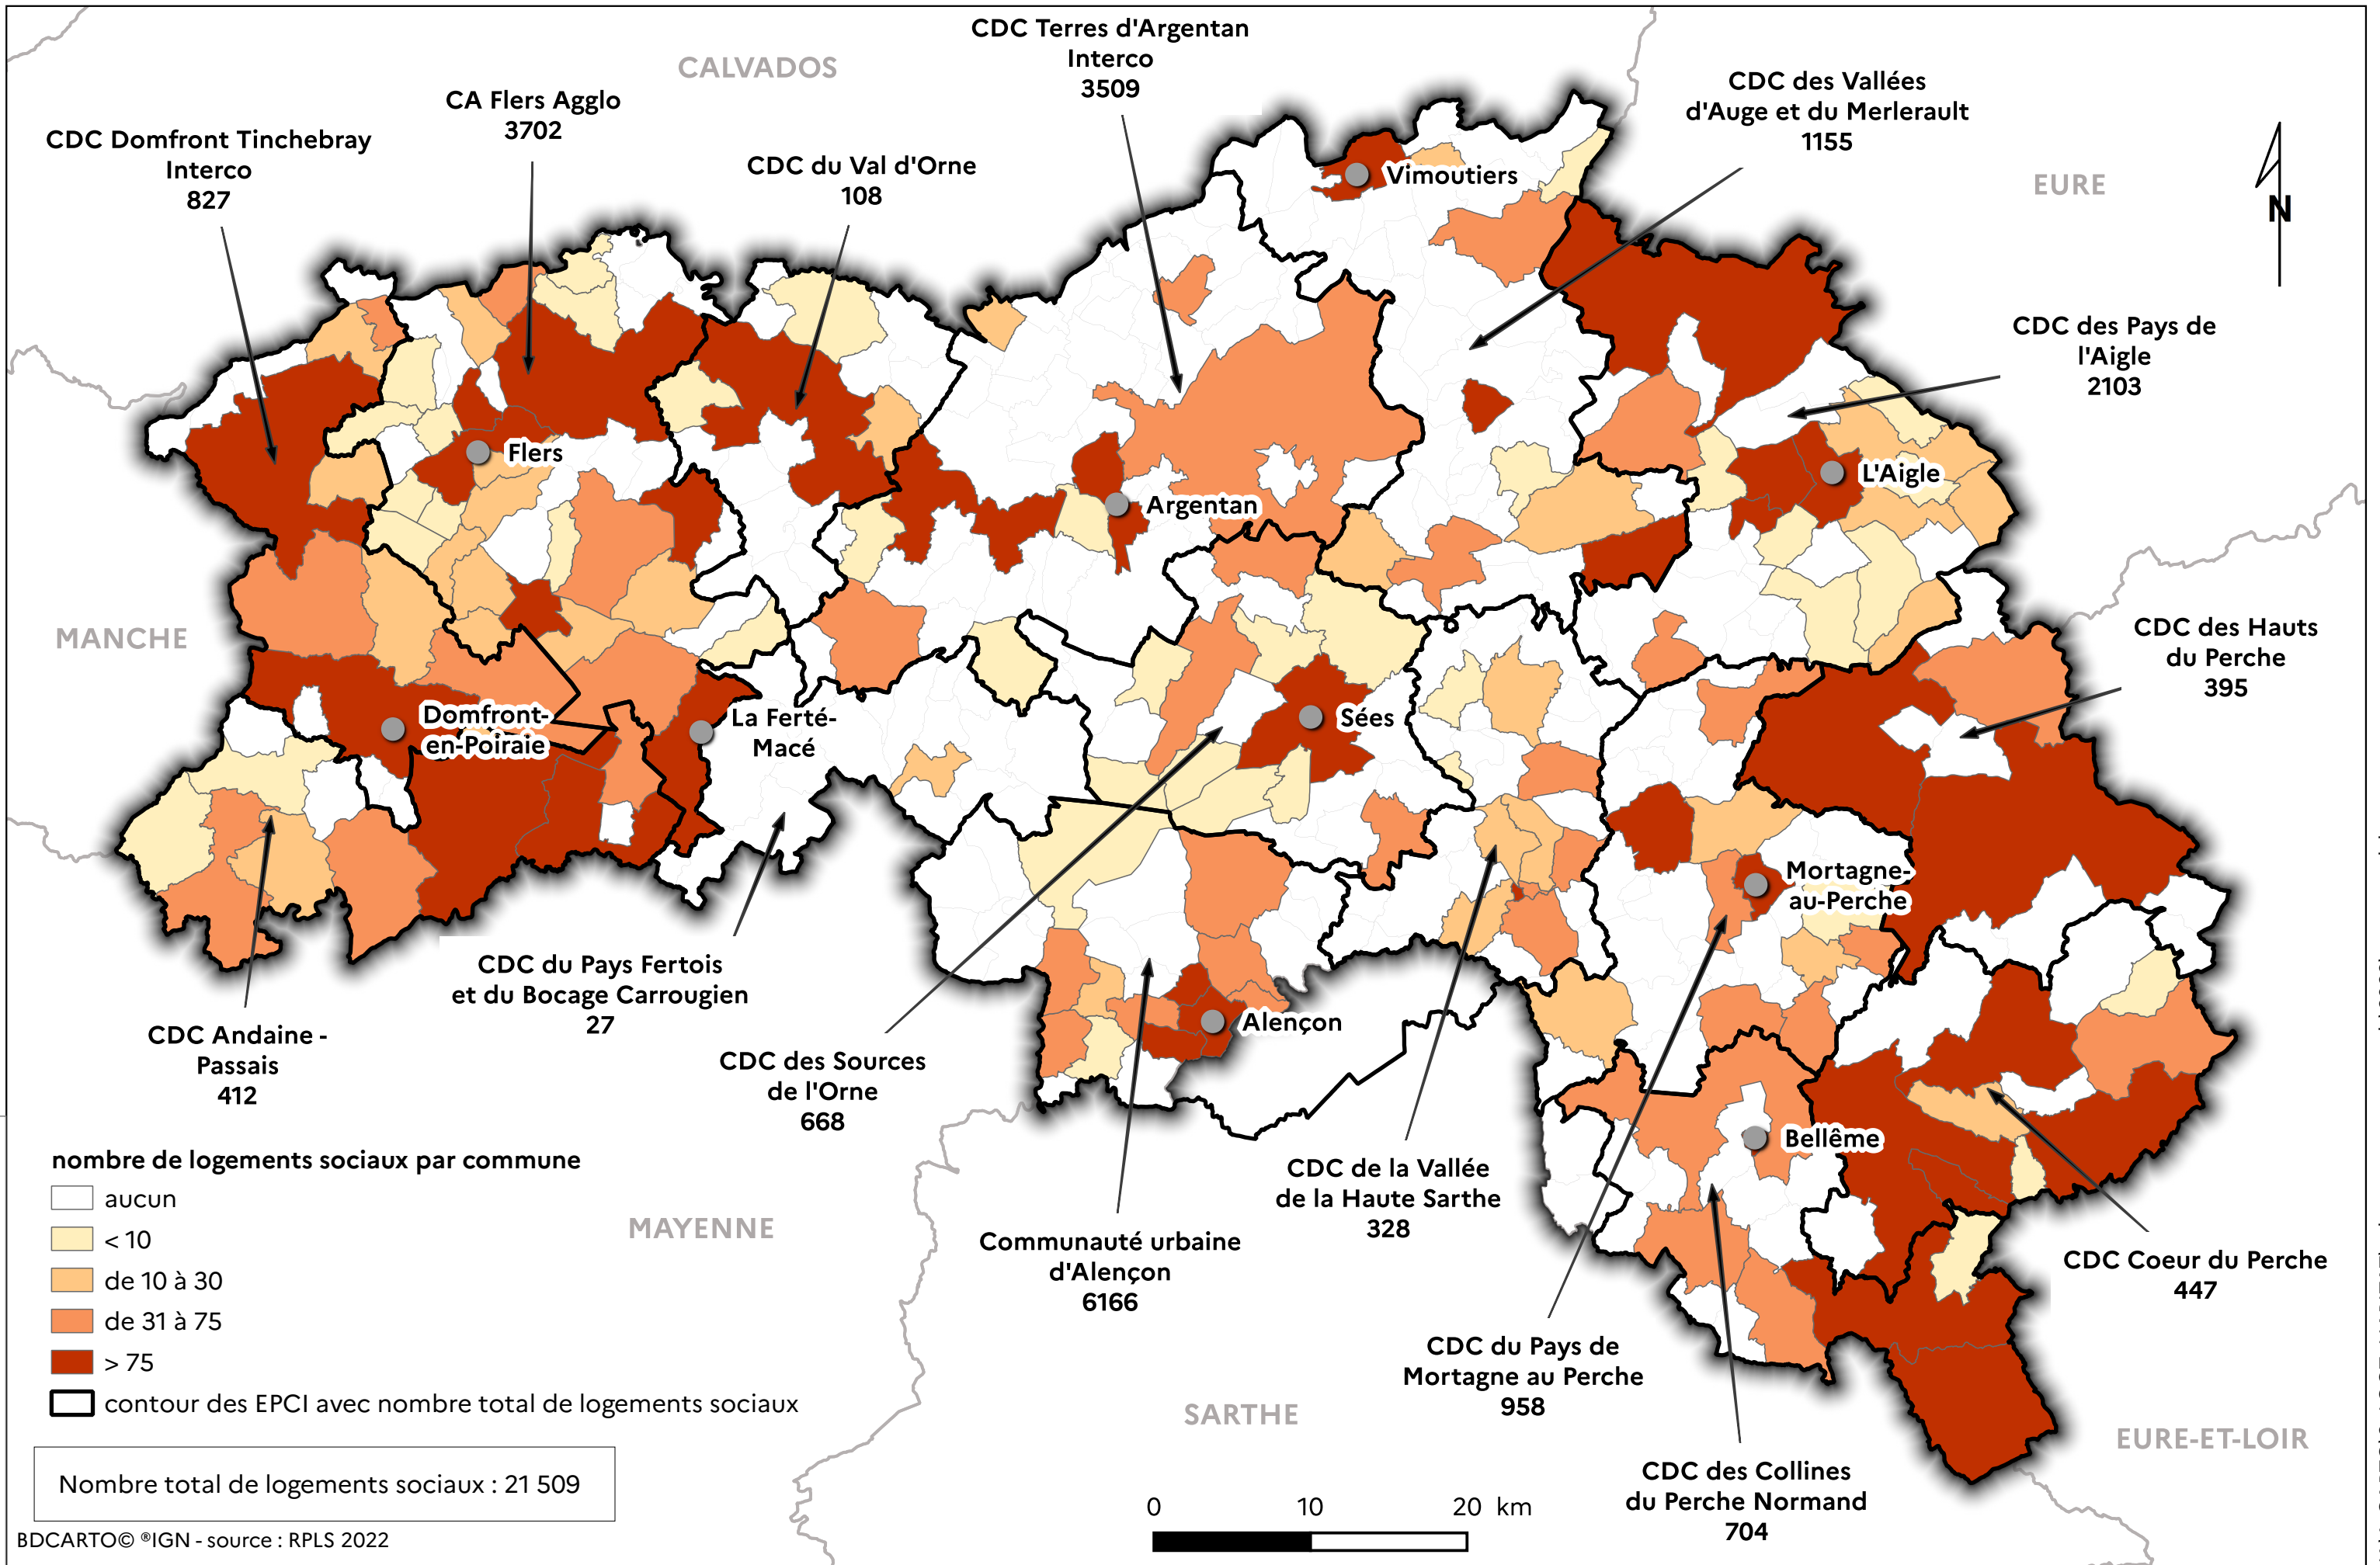 CALVADOS
CDC Terres d'Argentan
Interco
3509
CDC des Vallées
d'Auge et du Merlerault
1155
CA Flers Agglo
3702
CDC Domfront Tinchebray
Interco
827
CDC du Val d'Orne
108
Vimoutiers
EURE
N
CDC des Pays de
l'Aigle
2103
Flers
L'Aigle
Argentan
MANCHE
CDC des Hauts
du Perche
395
Domfront-
en-Poiraie
La Ferté-
Macé
Sées
Mortagne-
au-Perche
CDC du Pays Fertois
et du Bocage Carrougien
27
CDC Andaine -
Passais
412
CDC des Sources
de l'Orne
668
Alençon
Bellême
CDC de la Vallée
de la Haute Sarthe
328
Communauté urbaine
d'Alençon
6166
CDC Coeur du Perche
447
CDC du Pays de
Mortagne au Perche
958
CDC des Collines
du Perche Normand
704
MAYENNE
SARTHE
EURE-ET-LOIR
nombre de logements sociaux par commune
aucun
< 10
de 10 à 30
de 31 à 75
> 75
contour des EPCI avec nombre total de logements sociaux
Nombre total de logements sociaux : 21 509
0 10 20 km
BDCARTO© ®IGN - source : RPLS 2022